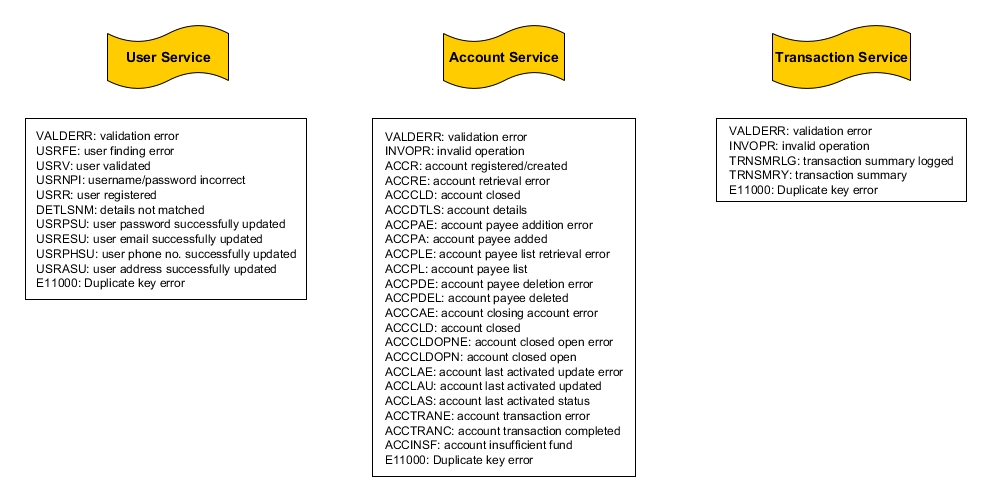 User Service
VALDERR: validation error
USRFE: user finding error
USRV: user validated
USRNPI: username/password incorrect
USRR: user registered
DETLSNM: details not matched
USRPSU: user password successfully updated
USRESU: user email successfully updated
USRPHSU: user phone no. successfully updated
USRASU: user address successfully updated
E11000: Duplicate key error
Account Service
VALDERR: validation error
INVOPR: invalid operation
ACCR: account registered/created
ACCRE: account retrieval error
ACCCLD: account closed
ACCDTLS: account details
ACCPAE: account payee addition error
ACCPA: account payee added
ACCPLE: account payee list retrieval error
ACCPL: account payee list
ACCPDE: account payee deletion error
ACCPDEL: account payee deleted
ACCCAE: account closing account error
ACCCLD: account closed
ACCCLDOPNE: account closed open error
ACCCLDOPN: account closed open
ACCLAE: account last activated update error
ACCLAU: account last activated updated
ACCLAS: account last activated status
ACCTRANE: account transaction error
ACCTRANC: account transaction completed
ACCINSF: account insufficient fund
E11000: Duplicate key error
Transaction Service
VALDERR: validation error
INVOPR: invalid operation
TRNSMRLG: transaction summary logged
TRNSMRY: transaction summary
E11000: Duplicate key error